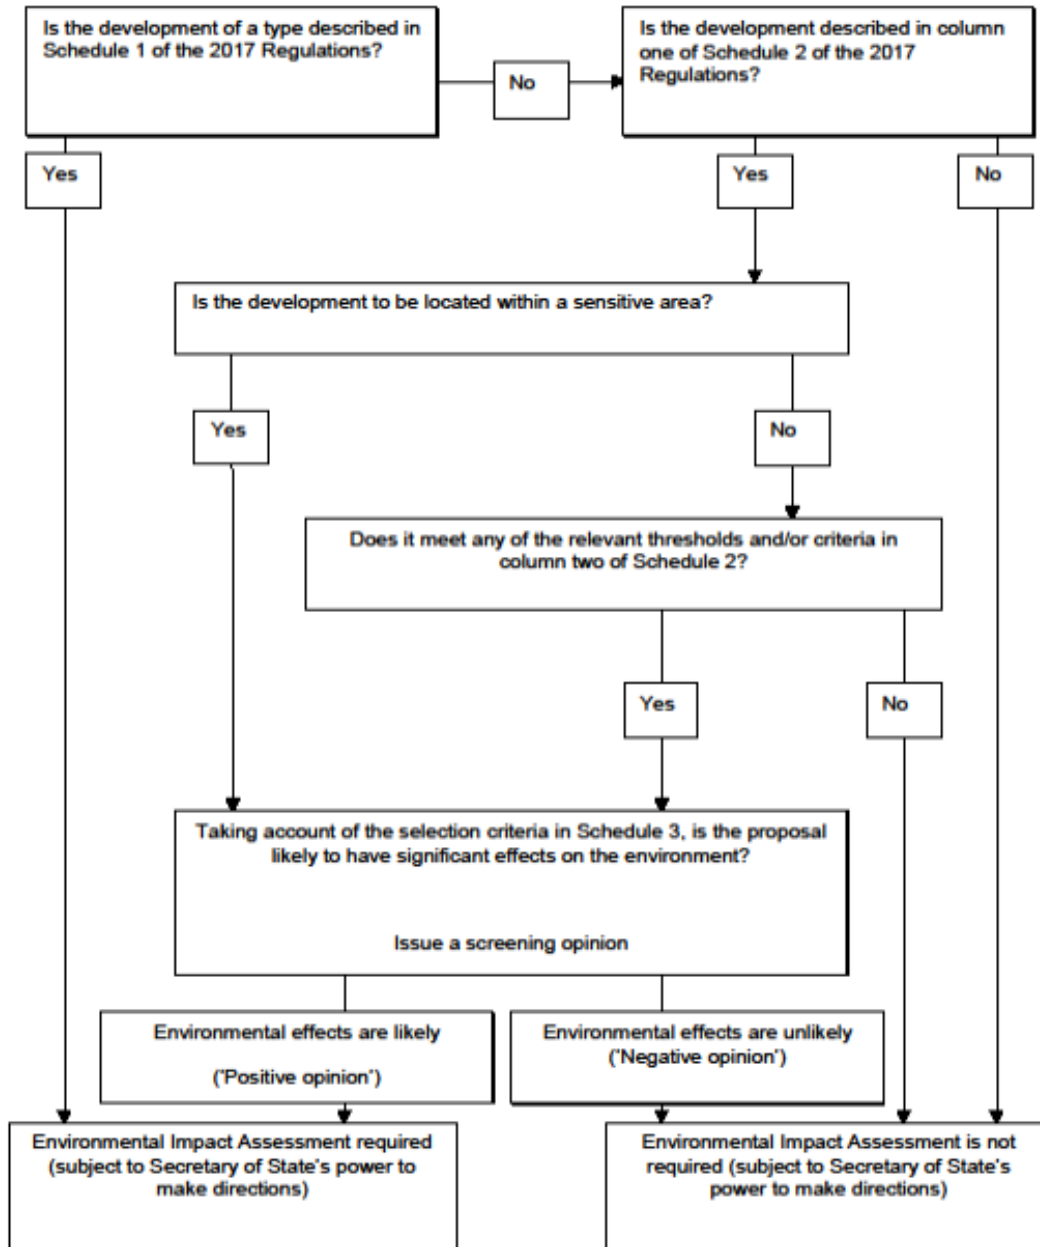 Is the development of a type described in
Schedule 1 of the 2017 Regulations?
Is the development described in column
one of Schedule 2 of the 2017
Regulations?
No
Yes
Yes
No
Is the development to be located within a sensitive area?
Yes
No
Does it meet any of the relevant thresholds and/or criteria in
column two of Schedule 2?
Yes
No
Taking account of the selection criteria in Schedule 3, is the proposal
likely to have significant effects on the environment?
Issue a screening opinion
Environmental effects are likely
('Positive opinion')
Environmental effects are unlikely
('Negative opinion')
Environmental Impact Assessment required
(subject to Secretary of State's power to
make directions)
Environmental Impact Assessment is not
required (subject to Secretary of State's
power to make directions)